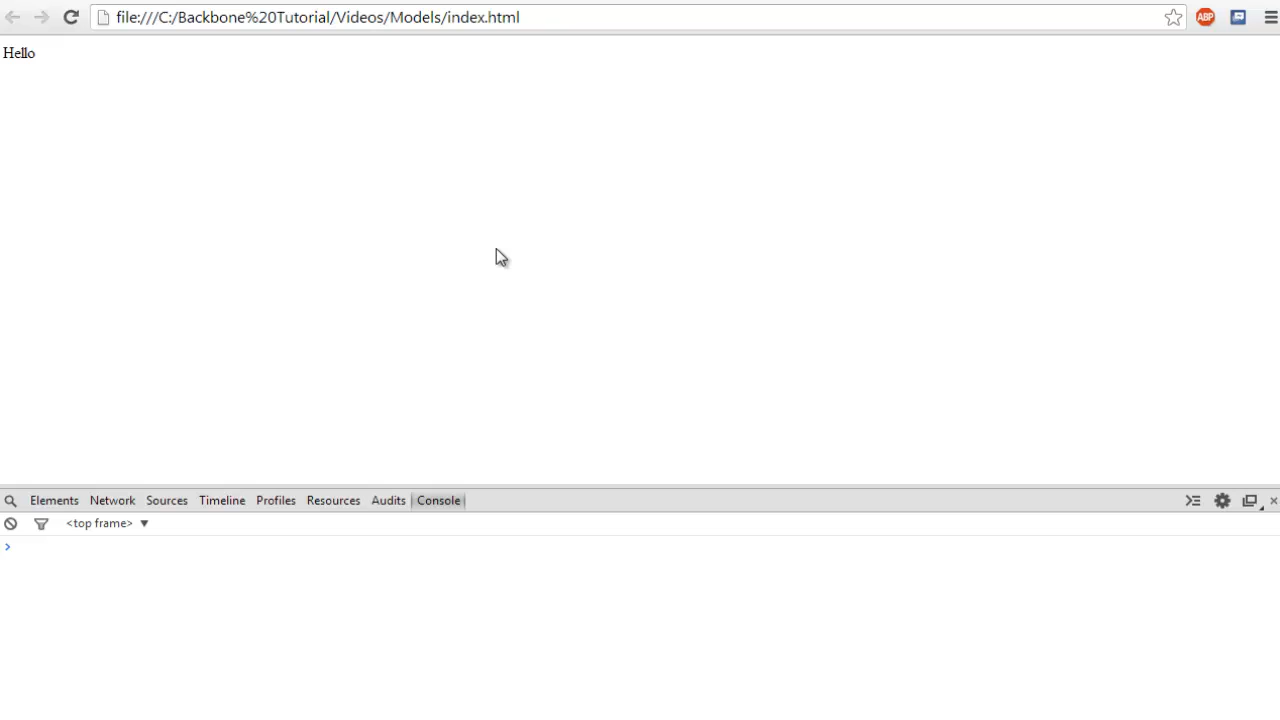 file:///C:/Backbone%20Tutorial/Videos/Models/index.html
ABP
Hello
Elements Network Sources Timeline Profiles Resources Audits Console
<top frame> ▼
>